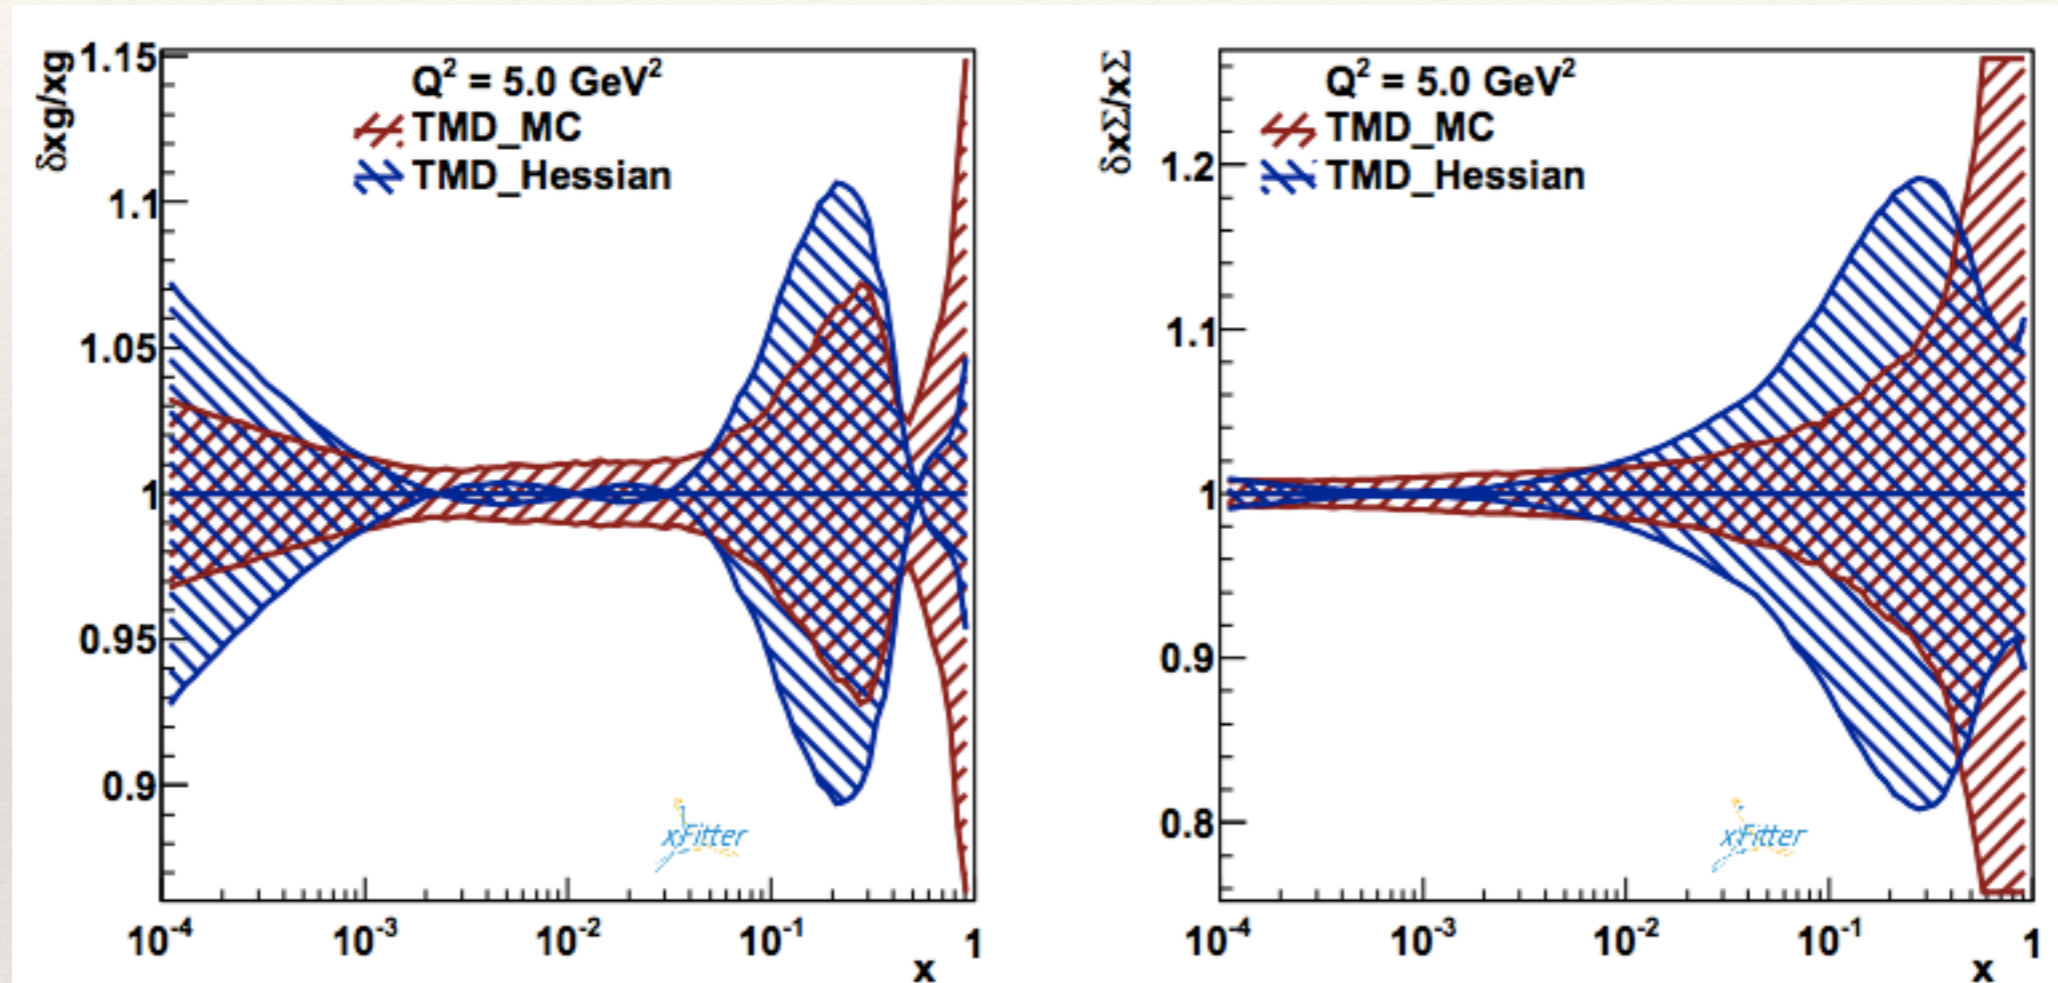 δxg/xg
1.15
1.1
1.05
1
0.95
0.9
Q² = 5.0 GeV²
TMD_MC
TMD_Hessian
xFitter
10⁻⁴ 10⁻³ 10⁻² 10⁻¹ 1
x
δxΣ/xΣ
1.2
1.1
1
0.9
0.8
Q² = 5.0 GeV²
TMD_MC
TMD_Hessian
xFitter
10⁻⁴ 10⁻³ 10⁻² 10⁻¹ 1
x